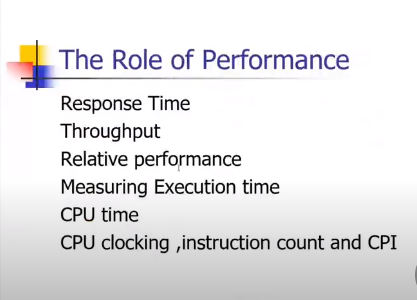 The Role of Performance
Response Time
Throughput
Relative performance
Measuring Execution time
CPU time
CPU clocking ,instruction count and CPI